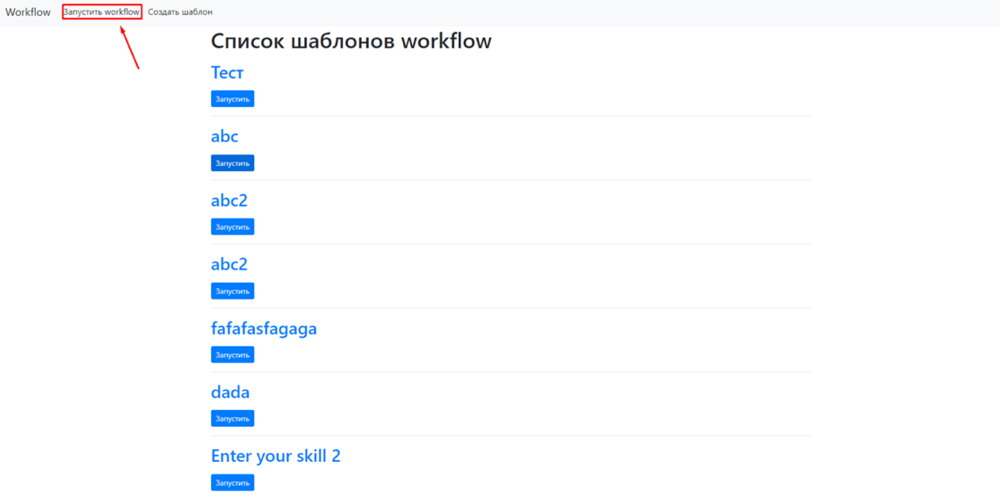 Workflow Запустить workflow Создать шаблон
Список шаблонов workflow
Тест
Запустить
abc
Запустить
abc2
Запустить
abc2
Запустить
fafafasfagaga
Запустить
dada
Запустить
Enter your skill 2
Запустить